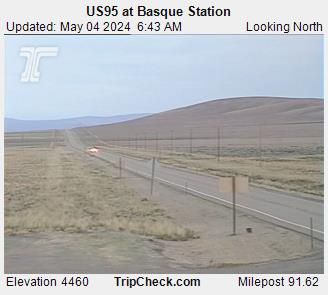 US95 at Basque Station
Updated: May 04 2024 6:43 AM Looking North
Elevation 4460 TripCheck.com Milepost 91.62